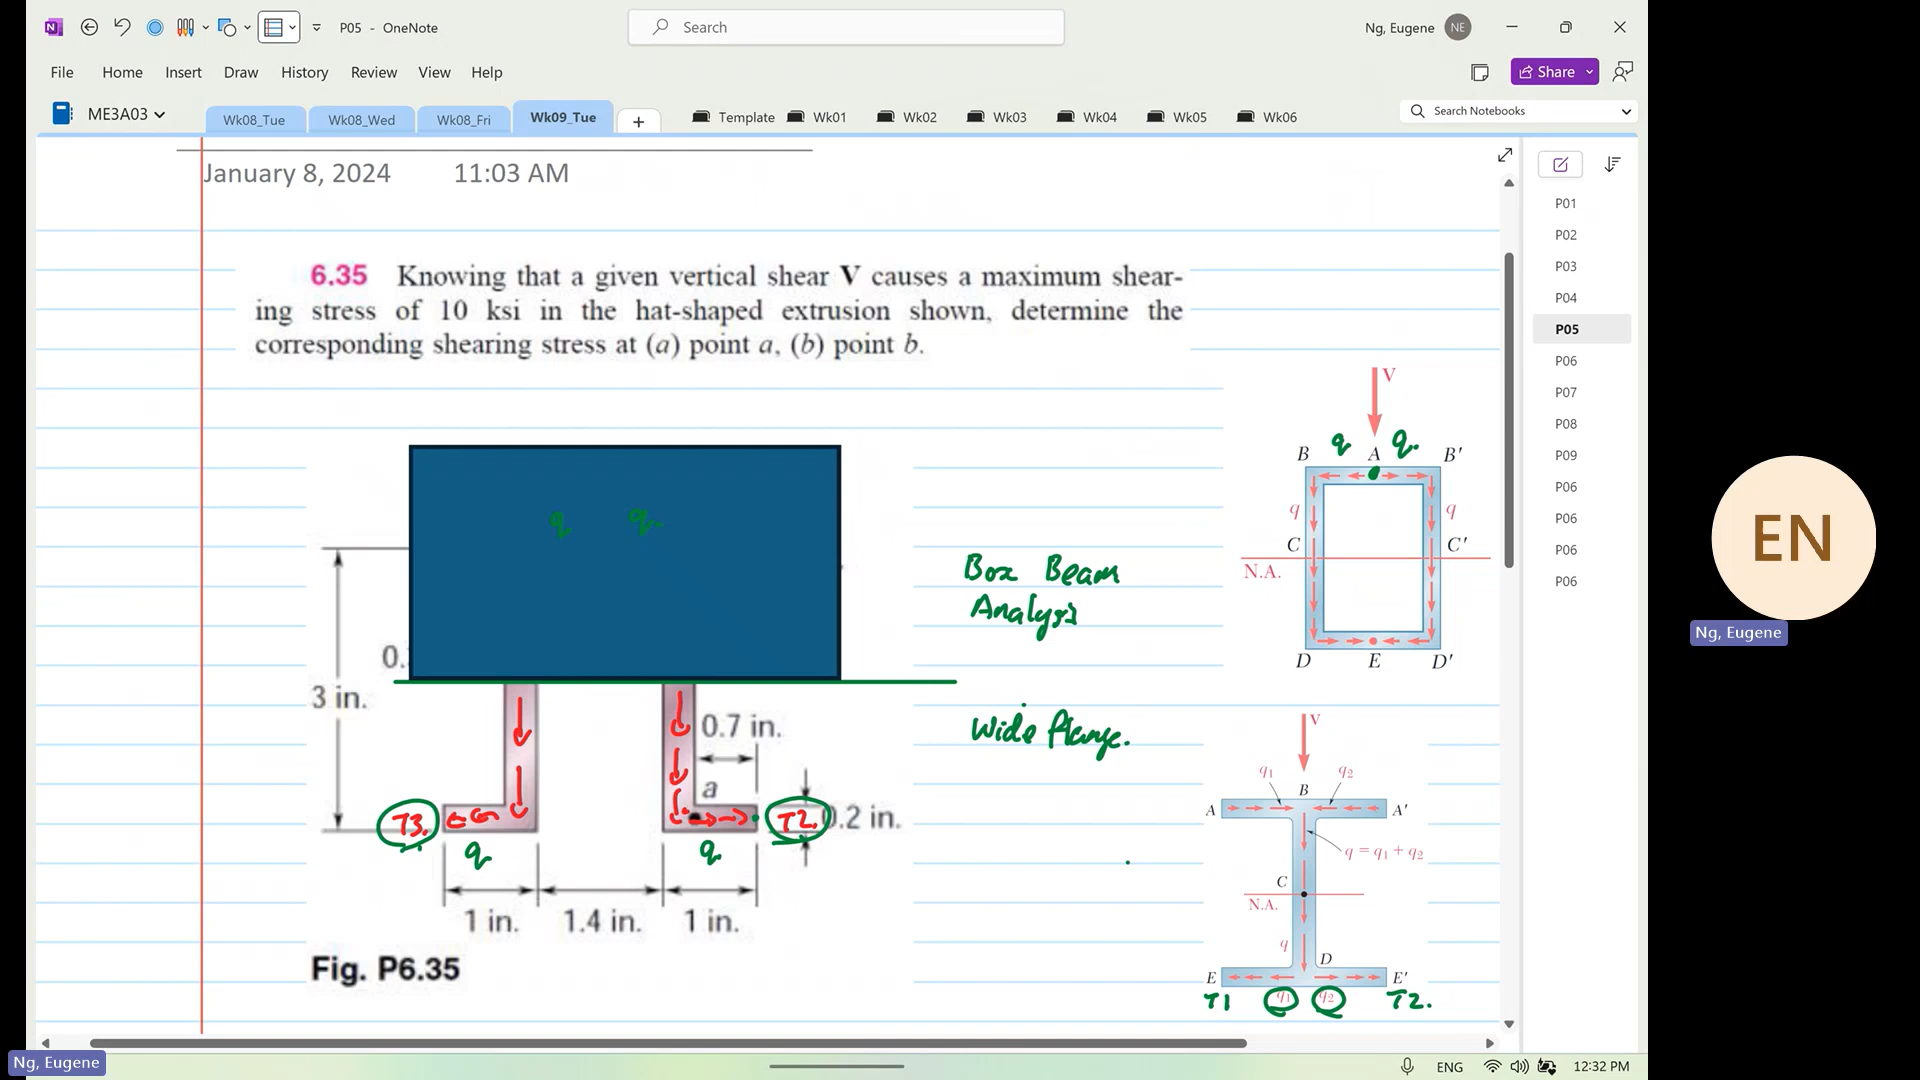 P05 - OneNote
Search
Ng, Eugene
NE
File Home Insert Draw History Review View Help
Share
ME3A03
Wk08_Tue
Wk08_Wed
Wk08_Fri
Wk09_Tue
+
Template
Wk01
Wk02
Wk03
Wk04
Wk05
Wk06
Search Notebooks
January 8, 2024 11:03 AM
6.35 Knowing that a given vertical shear V causes a maximum shear-
ing stress of 10 ksi in the hat-shaped extrusion shown, determine the
corresponding shearing stress at (a) point a, (b) point b.
q q
0.
3 in.
0.7 in.
a
T3.
T2.
0.2 in.
q q
1 in. 1.4 in. 1 in.
Fig. P6.35
Box Beam
Analysis
Wide flange.
V
q q.
B A B'
q q
C C'
N.A.
D E D'
V
q1 q2
B
A A'
q = q1 + q2
C
N.A.
q
D
E E'
T1 q1 q2 T2.
P01
P02
P03
P04
P05
P06
P07
P08
P09
P06
P06
P06
P06
EN
Ng, Eugene
Ng, Eugene
ENG
12:32 PM